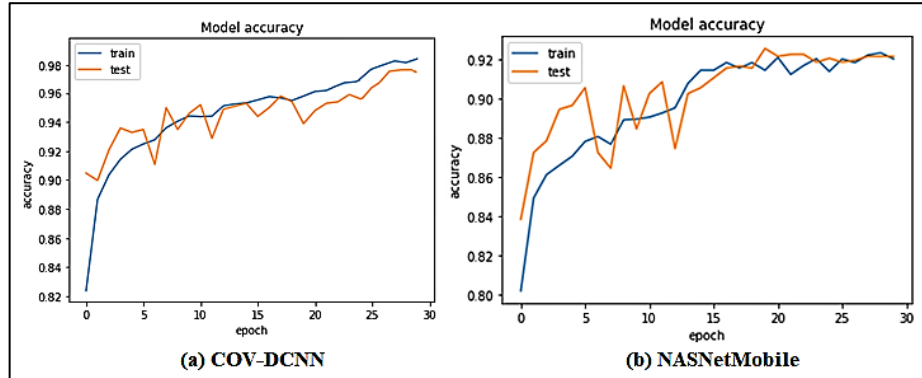 Model accuracy
train
test
0.98
0.96
0.94
0.92
0.90
0.88
0.86
0.84
0.82
accuracy
0
5
10
15
20
25
30
epoch
(a) COV-DCNN
Model accuracy
train
test
0.92
0.90
0.88
0.86
0.84
0.82
0.80
accuracy
0
5
10
15
20
25
30
epoch
(b) NASNetMobile